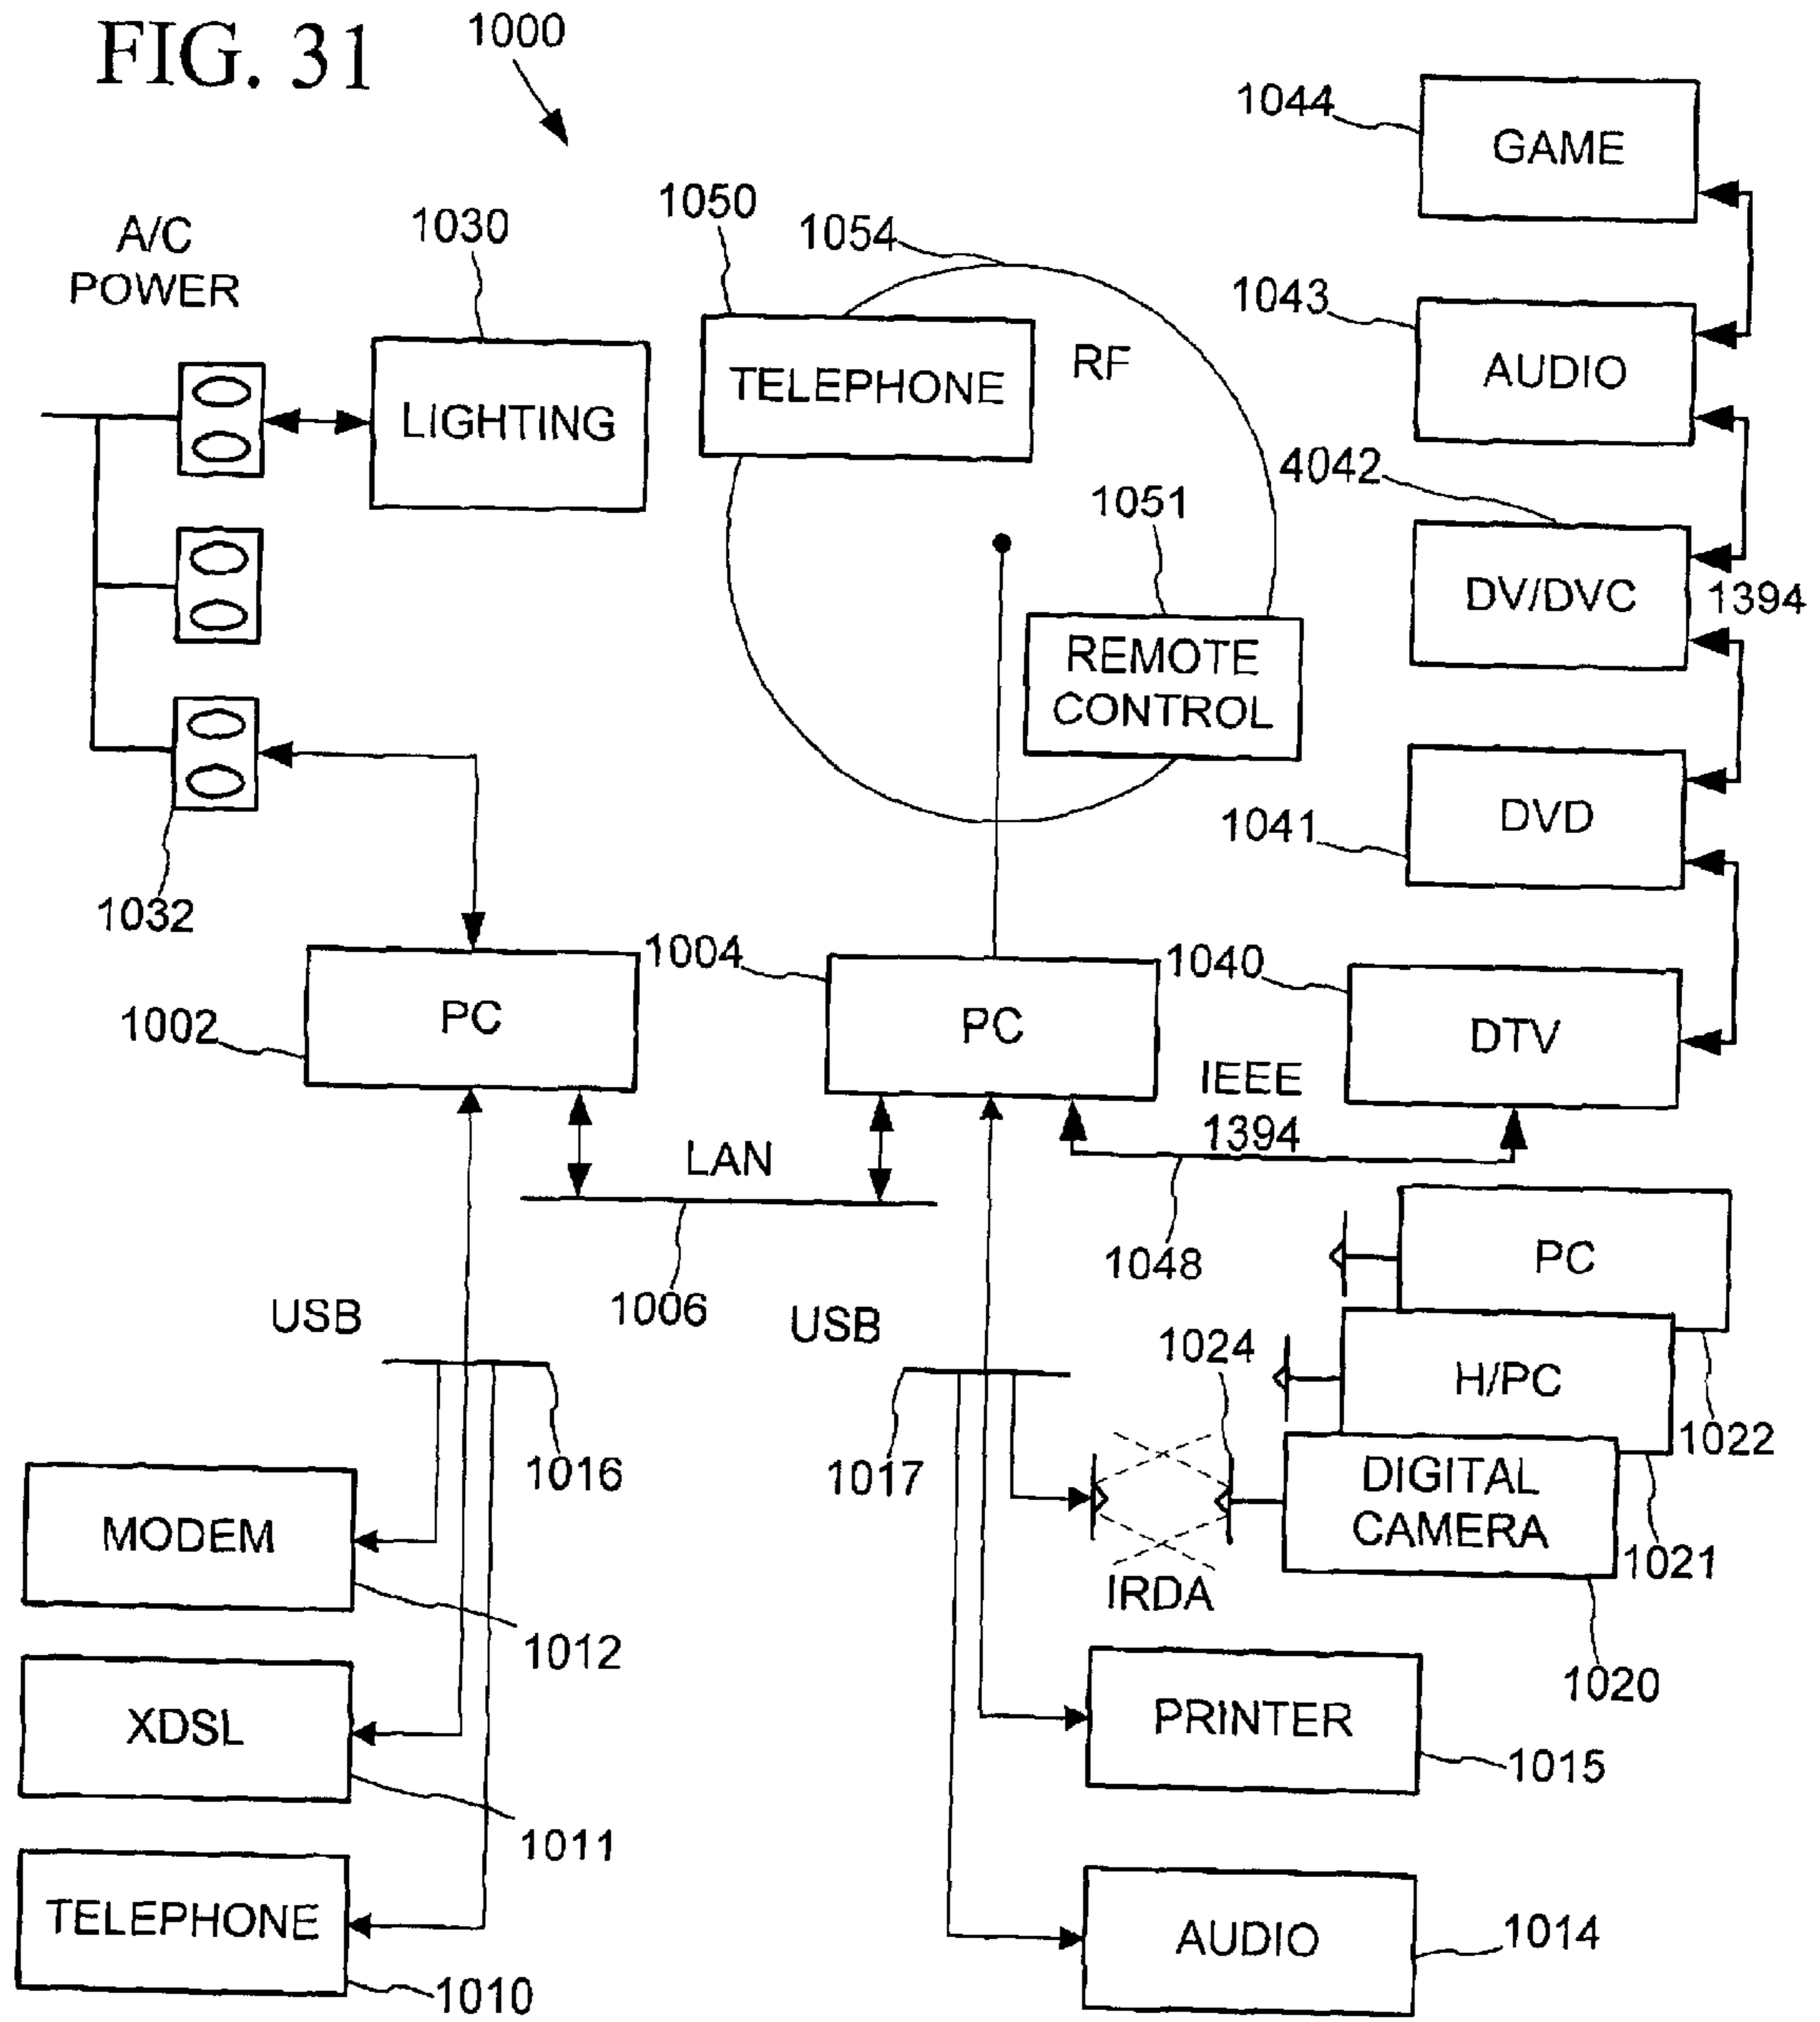 FIG. 31
1000
1044
GAME
A/C
POWER
1030
1050
1054
1043
AUDIO
LIGHTING
TELEPHONE
RF
4042
1051
DV/DVC
1394
REMOTE
CONTROL
1041
DVD
1032
1004
1040
1002
PC
PC
DTV
IEEE
1394
LAN
1048
PC
1006
USB
USB
1024
H/PC
1022
1016
1017
DIGITAL
CAMERA
1021
MODEM
IRDA
1012
1020
XDSL
PRINTER
1015
1011
TELEPHONE
AUDIO
1014
1010